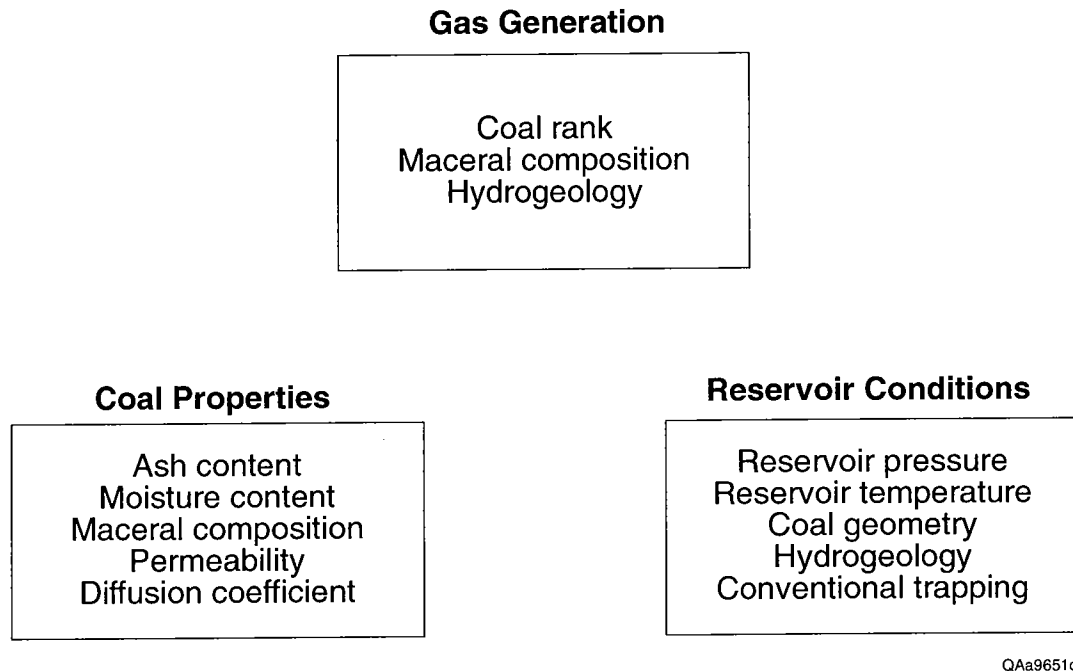 Gas Generation
Coal rank
Maceral composition
Hydrogeology
Coal Properties
Ash content
Moisture content
Maceral composition
Permeability
Diffusion coefficient
Reservoir Conditions
Reservoir pressure
Reservoir temperature
Coal geometry
Hydrogeology
Conventional trapping
QAa9651c